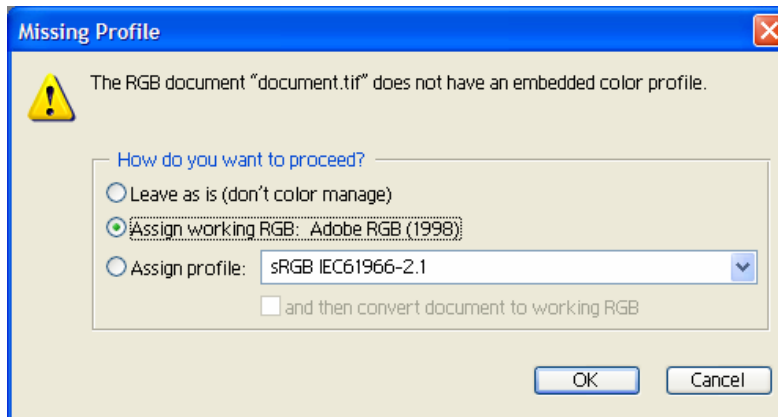 Missing Profile
The RGB document “document.tif” does not have an embedded color profile.
How do you want to proceed?
Leave as is (don't color manage)
Assign working RGB: Adobe RGB (1998)
Assign profile: sRGB IEC61966-2.1
and then convert document to working RGB
OK Cancel